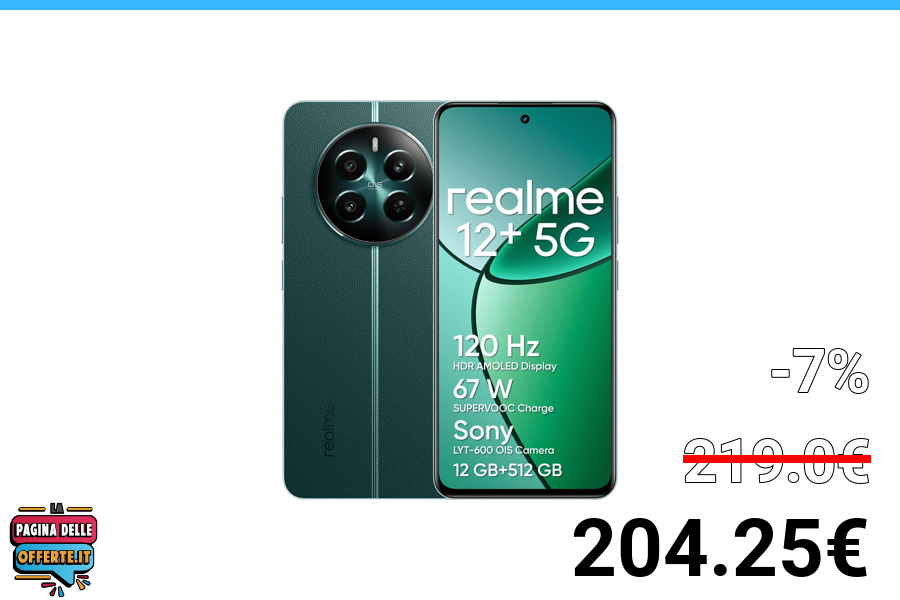 OIS
realme
realme
12+ 5G
120 Hz
HDR AMOLED Display
67 W
SUPERVOOC Charge
Sony
LYT-600 OIS Camera
12 GB+512 GB
-7%
219.0€
204.25€
LA
PAGINA DELLE
OFFERTE.IT